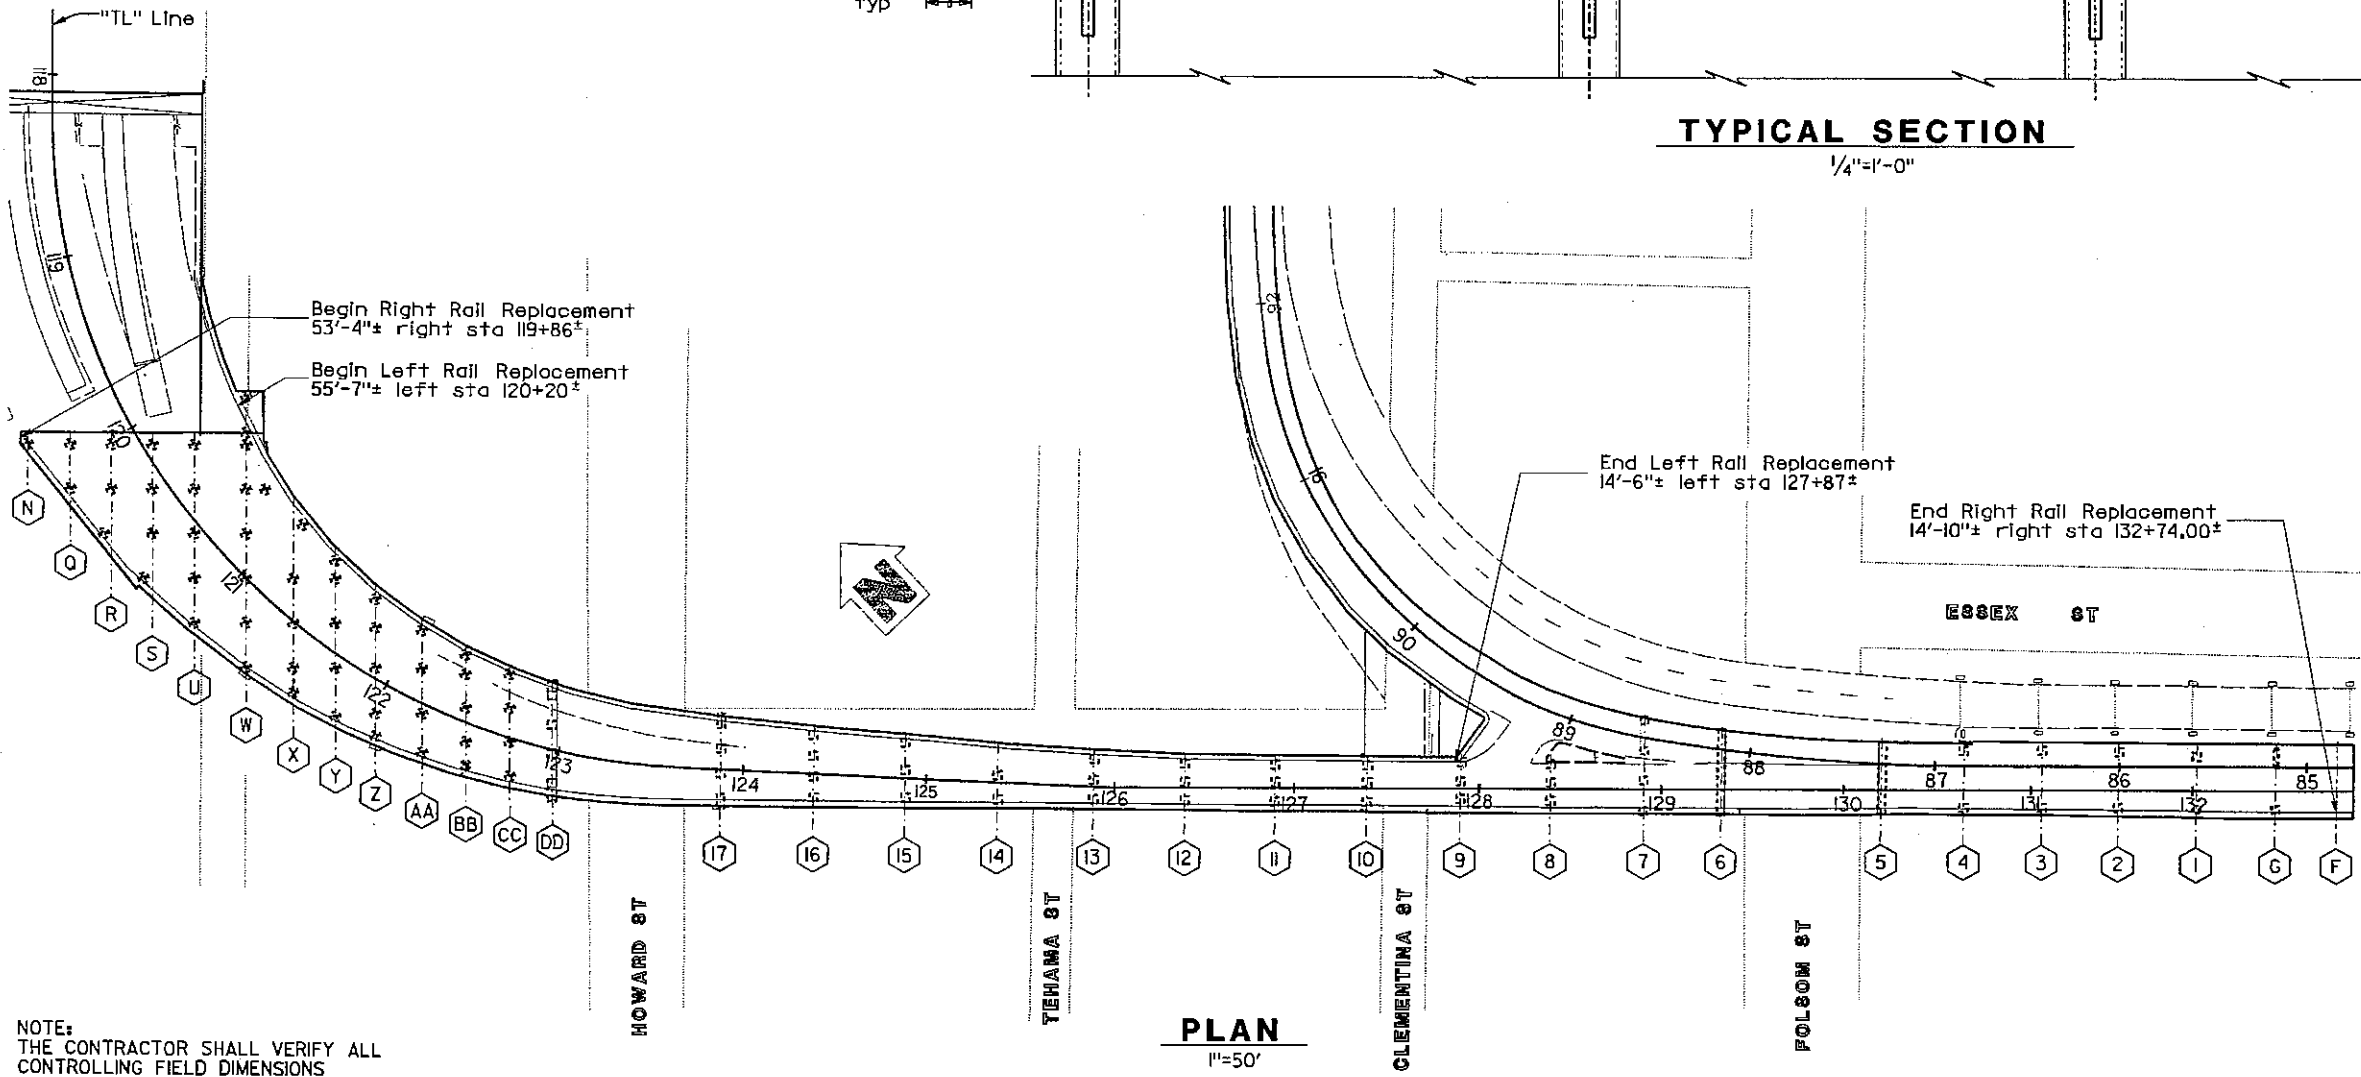 "TL" Line
Typ
118
TYPICAL SECTION
1/4"=1'-0"
119
92
Begin Right Rail Replacement
53'-4"± right sta 119+86±
Begin Left Rail Replacement
55'-7"± left sta 120+20±
120
91
End Left Rail Replacement
14'-6"± left sta 127+87±
End Right Rail Replacement
14'-10"± right sta 132+74.00±
N
Q
R
S
U
W
X
Y
Z
AA
BB
CC
DD
121
122
123
N
ESSEX ST
90
89
88
87
86
85
124
125
126
127
128
129
130
131
132
17
16
15
14
13
12
11
10
9
8
7
6
5
4
3
2
1
G
F
HOWARD ST
TEHAMA ST
CLEMENTINA ST
FOLSOM ST
PLAN
1"=50'
NOTE:
THE CONTRACTOR SHALL VERIFY ALL
CONTROLLING FIELD DIMENSIONS